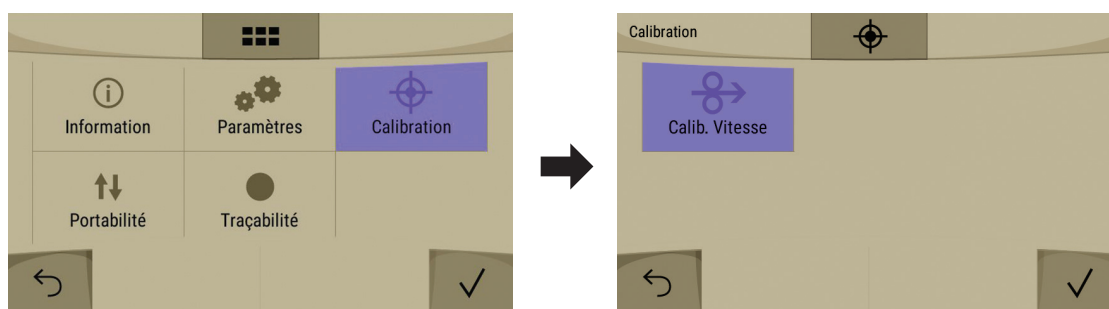 Information
Paramètres
Calibration
Portabilité
Traçabilité
Calibration
Calib. Vitesse